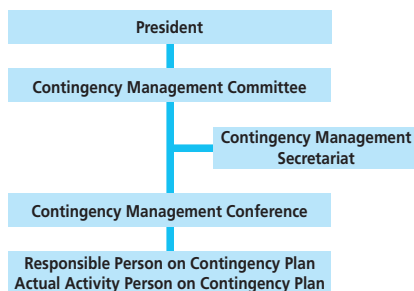 President
Contingency Management Committee
Contingency Management
Secretariat
Contingency Management Conference
Responsible Person on Contingency Plan
Actual Activity Person on Contingency Plan